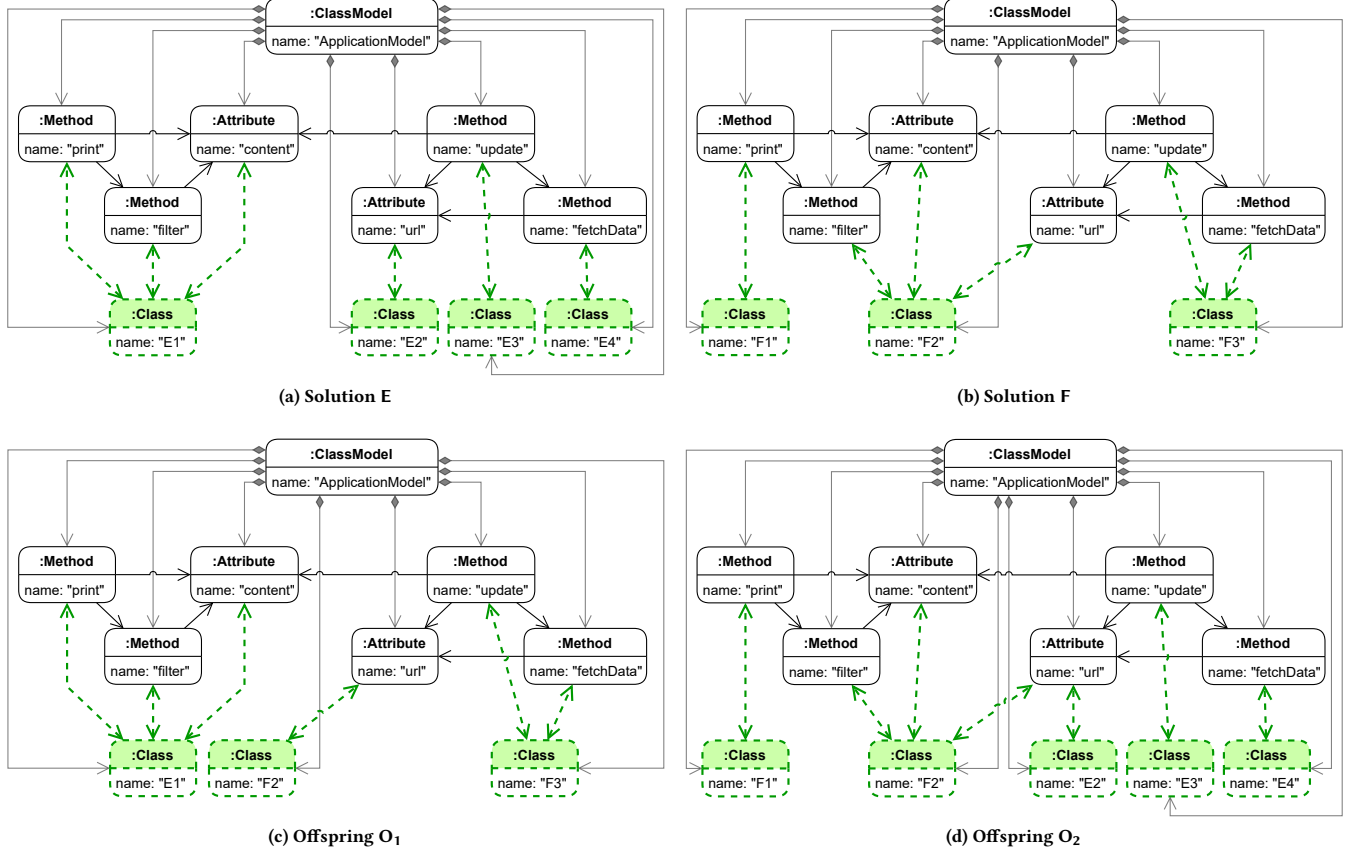 :ClassModel
name: "ApplicationModel"
:Method
name: "print"
:Attribute
name: "content"
:Method
name: "update"
:Method
name: "filter"
:Attribute
name: "url"
:Method
name: "fetchData"
:Class
name: "E1"
:Class
name: "E2"
:Class
name: "E3"
:Class
name: "E4"
(a) Solution E
:ClassModel
name: "ApplicationModel"
:Method
name: "print"
:Attribute
name: "content"
:Method
name: "update"
:Method
name: "filter"
:Attribute
name: "url"
:Method
name: "fetchData"
:Class
name: "F1"
:Class
name: "F2"
:Class
name: "F3"
(b) Solution F
:ClassModel
name: "ApplicationModel"
:Method
name: "print"
:Attribute
name: "content"
:Method
name: "update"
:Method
name: "filter"
:Attribute
name: "url"
:Method
name: "fetchData"
:Class
name: "E1"
:Class
name: "F2"
:Class
name: "F3"
(c) Offspring O₁
:ClassModel
name: "ApplicationModel"
:Method
name: "print"
:Attribute
name: "content"
:Method
name: "update"
:Method
name: "filter"
:Attribute
name: "url"
:Method
name: "fetchData"
:Class
name: "F1"
:Class
name: "F2"
:Class
name: "E2"
:Class
name: "E3"
:Class
name: "E4"
(d) Offspring O₂